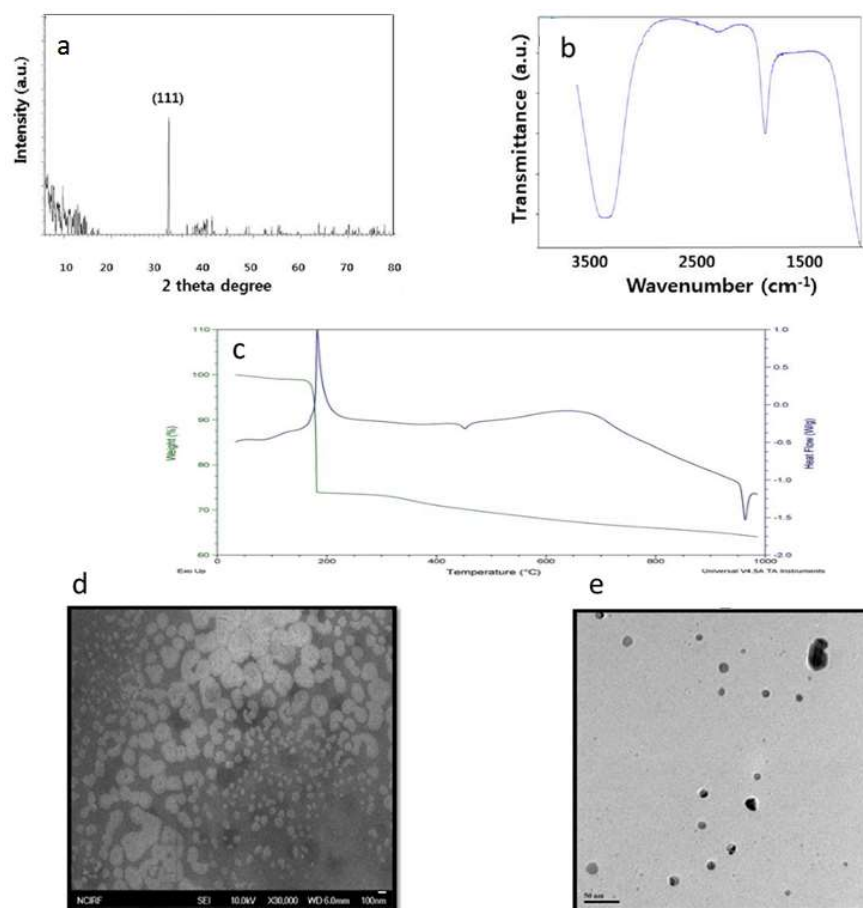 a
(111)
Intensity (a.u.)
10 20 30 40 50 60 70 80
2 theta degree
b
Transmittance (a.u.)
3500 2500 1500
Wavenumber (cm⁻¹)
c
110
100
90
80
70
60
Weight (%)
1.0
0.5
0.0
-0.5
-1.0
-1.5
-2.0
Heat Flow (W/g)
0 200 400 600 800 1000
Exo Up Temperature (°C) Universal V4.5A TA Instruments
d
NCIRF SEI 10.0kV X30,000 WD 6.0mm 100nm
e